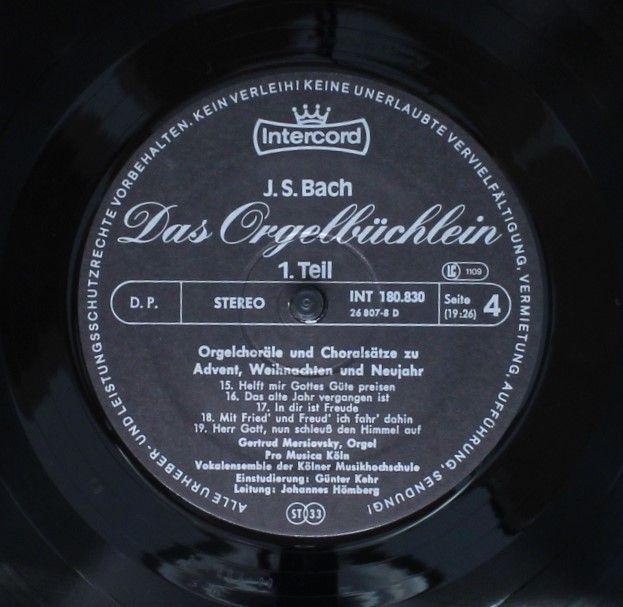 ALLE URHEBER- UND LEISTUNGSSCHUTZRECHTE VORBEHALTEN. KEIN VERLEIH! KEINE UNERLAUBTE VERVIELFÄLTIGUNG, VERMIETUNG, AUFFÜHRUNG, SENDUNG!
Intercord
J. S. Bach
Das Orgelbüchlein
1. Teil
LC 1109
D. P. STEREO INT 180.830 Seite 4
26 807-8 D (19:26)
Orgelchoräle und Choralsätze zu
Advent, Weihnachten und Neujahr
15. Helft mir Gottes Güte preisen
16. Das alte Jahr vergangen ist
17. In dir ist Freude
18. Mit Fried' und Freud' ich fahr' dahin
19. Herr Gott, nun schleuß den Himmel auf
Gertrud Mersiovsky, Orgel
Pro Musica Köln
Vokalensemble der Kölner Musikhochschule
Einstudierung: Günter Kehr
Leitung: Johannes Hömberg
ST 33